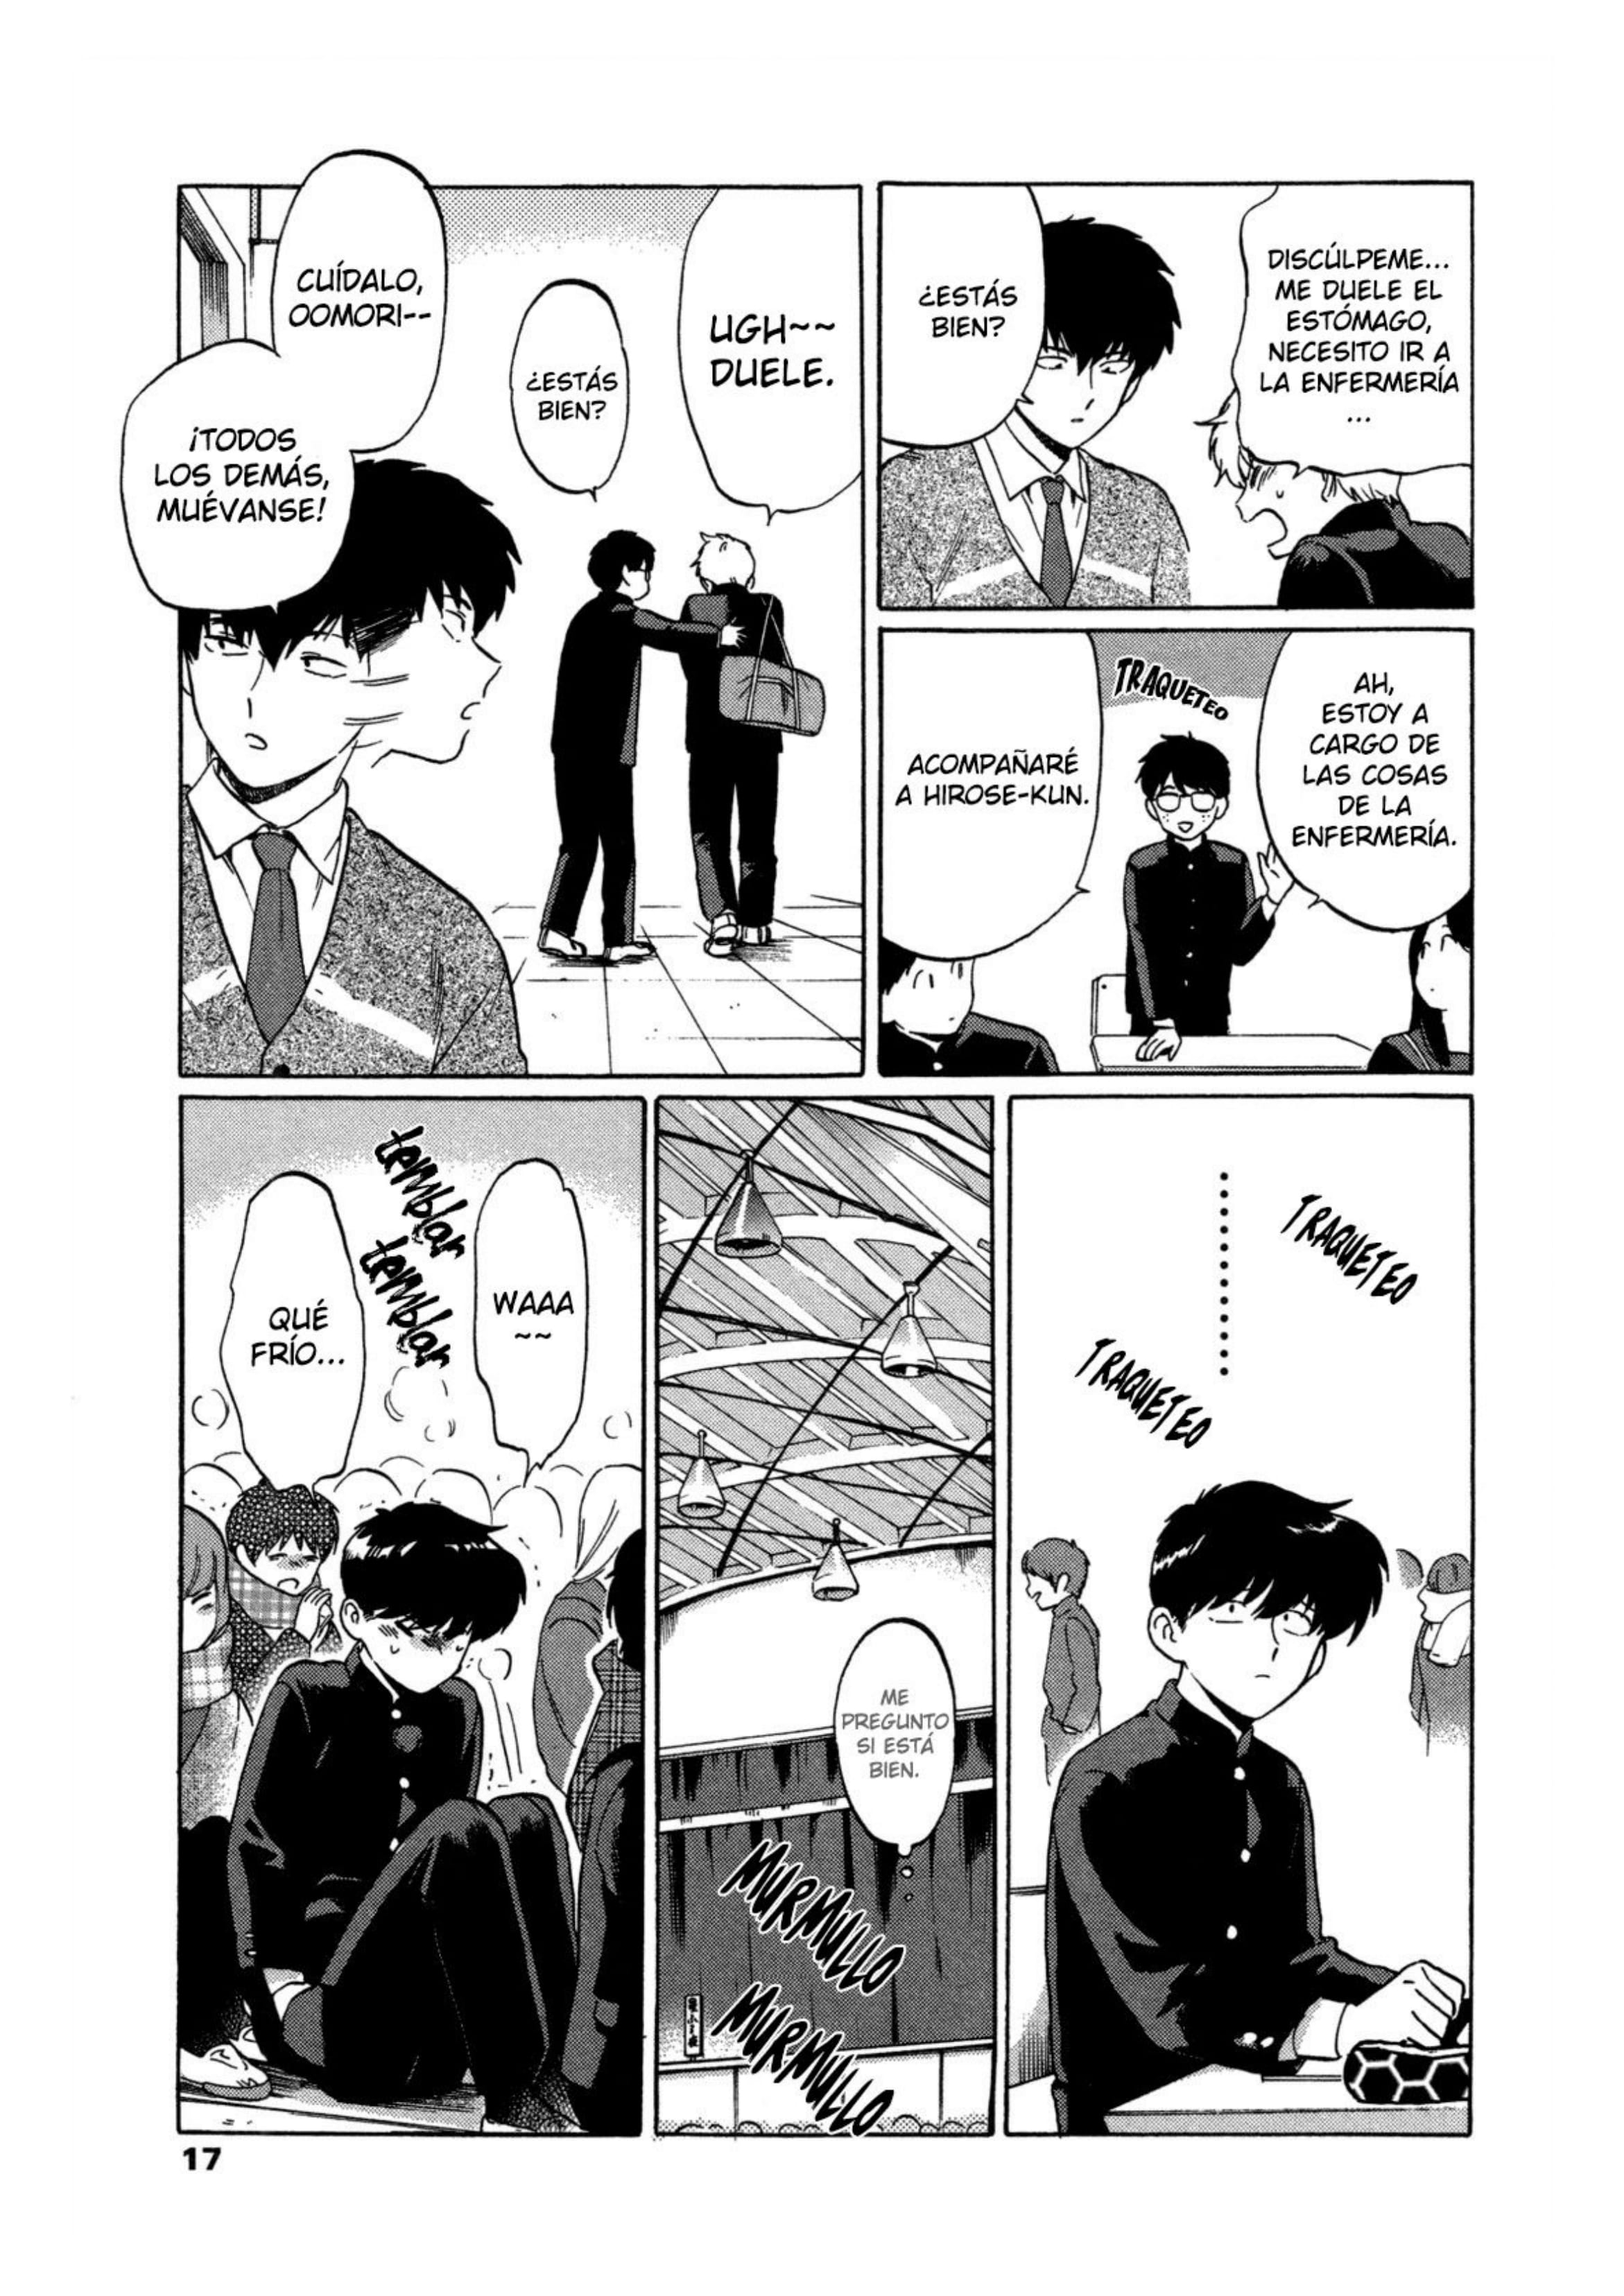 DISCÚLPEME...
ME DUELE EL
ESTÓMAGO,
NECESITO IR A
LA ENFERMERÍA
...
¿ESTÁS
BIEN?
TRAQUETEO
AH,
ESTOY A
CARGO DE
LAS COSAS
DE LA
ENFERMERÍA.
ACOMPAÑARÉ
A HIROSE-KUN.
UGH~~
DUELE.
¿ESTÁS
BIEN?
CUÍDALO,
OOMORI--
¡TODOS
LOS DEMÁS,
MUÉVANSE!
TRAQUETEO
TRAQUETEO
ME
PREGUNTO
SI ESTÁ
BIEN.
MURMULLO
MURMULLO
WAAA
~~
temblar
temblar
QUÉ
FRÍO...
17